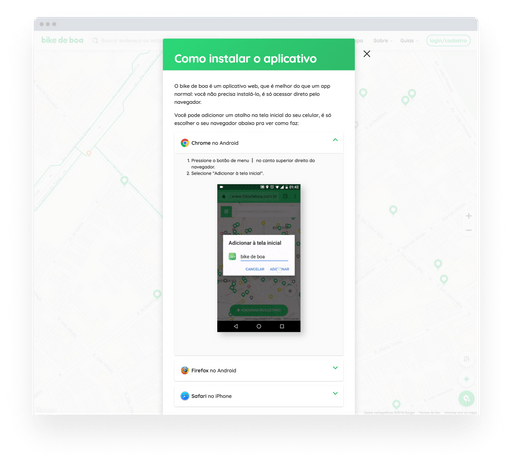 bike de boa
Sobre
Guias
Como instalar o aplicativo
O bike de boa é um aplicativo web, que é melhor do que um app
normal: você não precisa instalá-lo, é só acessar direto pelo
navegador.
Você pode adicionar um atalho na tela inicial do seu celular, é só
escolher o seu navegador abaixo pra ver como faz:
Chrome no Android
1. Pressione o botão de menu ⋮ no canto superior direito do
navegador.
2. Selecione "Adicionar à tela inicial".
Adicionar à tela inicial
bike de boa
CANCELAR
Firefox no Android
Safari no iPhone